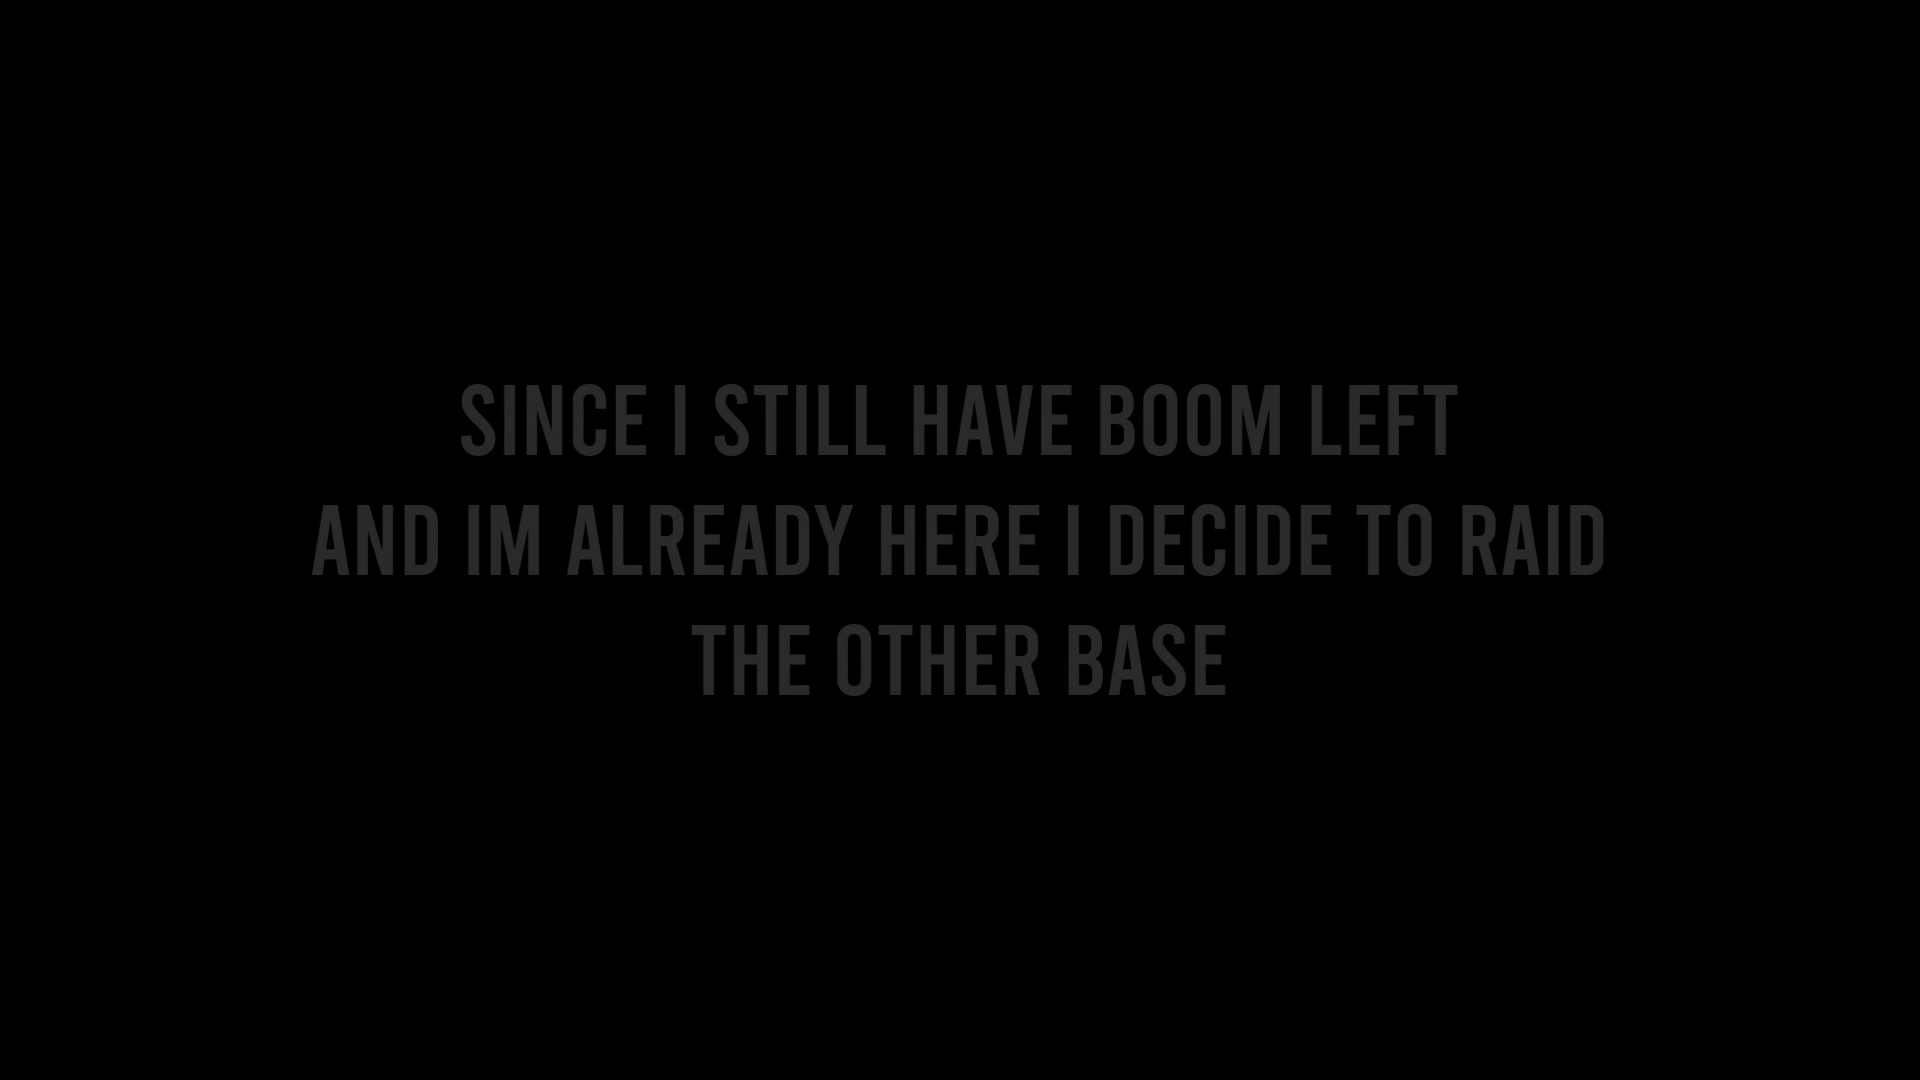 SINCE I STILL HAVE BOOM LEFT
AND IM ALREADY HERE I DECIDE TO RAID
THE OTHER BASE